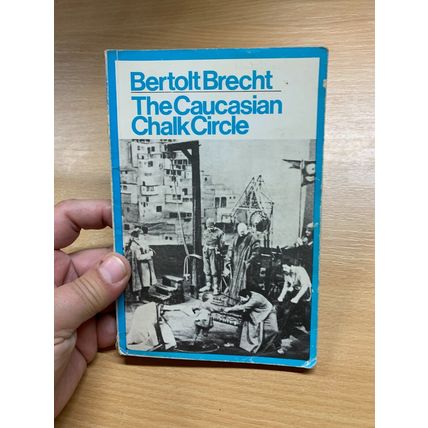 Bertolt Brecht
The Caucasian
Chalk Circle